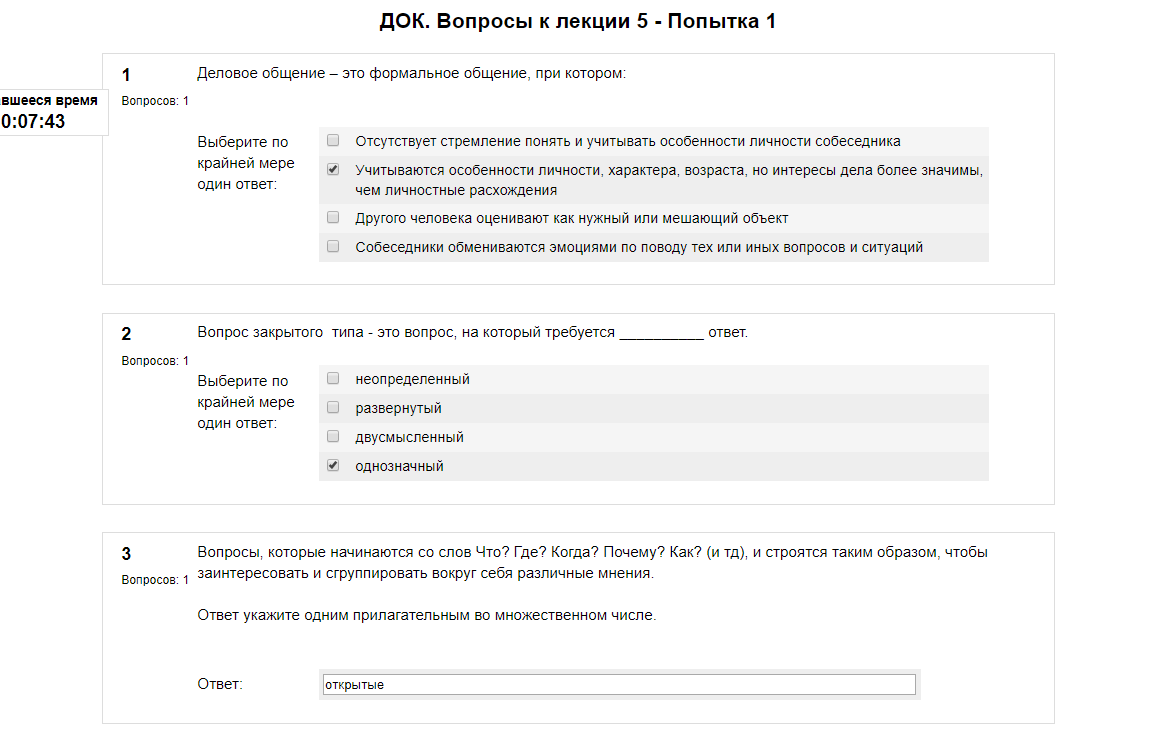 ДОК. Вопросы к лекции 5 - Попытка 1
1
Деловое общение – это формальное общение, при котором:
вшееся время
0:07:43
Вопросов: 1
Выберите по
крайней мере
один ответ:
Отсутствует стремление понять и учитывать особенности личности собеседника
Учитываются особенности личности, характера, возраста, но интересы дела более значимы,
чем личностные расхождения
Другого человека оценивают как нужный или мешающий объект
Собеседники обмениваются эмоциями по поводу тех или иных вопросов и ситуаций
2
Вопрос закрытого типа - это вопрос, на который требуется __________ ответ.
Вопросов: 1
Выберите по
крайней мере
один ответ:
неопределенный
развернутый
двусмысленный
однозначный
3
Вопросы, которые начинаются со слов Что? Где? Когда? Почему? Как? (и тд), и строятся таким образом, чтобы
заинтересовать и сгруппировать вокруг себя различные мнения.
Вопросов: 1
Ответ укажите одним прилагательным во множественном числе.
Ответ:
открытые